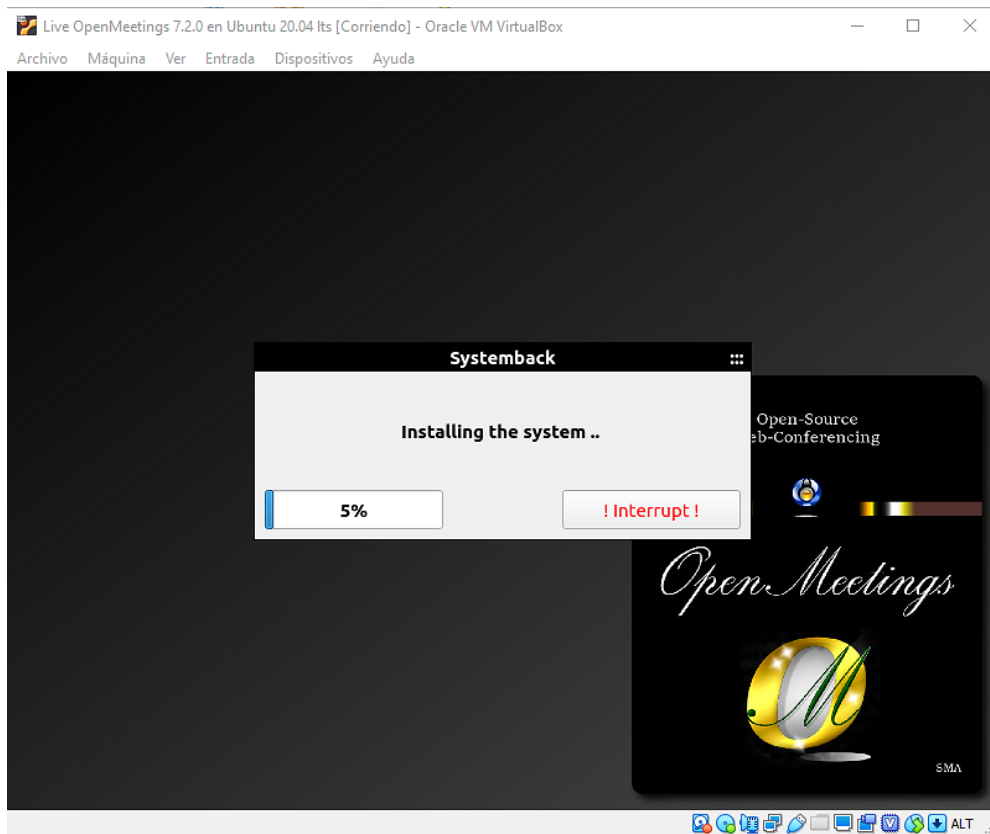 Live OpenMeetings 7.2.0 en Ubuntu 20.04 lts [Corriendo] - Oracle VM VirtualBox
Archivo Máquina Ver Entrada Dispositivos Ayuda
Systemback
Installing the system ..
5%
! Interrupt !
Open-Source
eb-Conferencing
OpenMeetings
OM
SMA
ALT